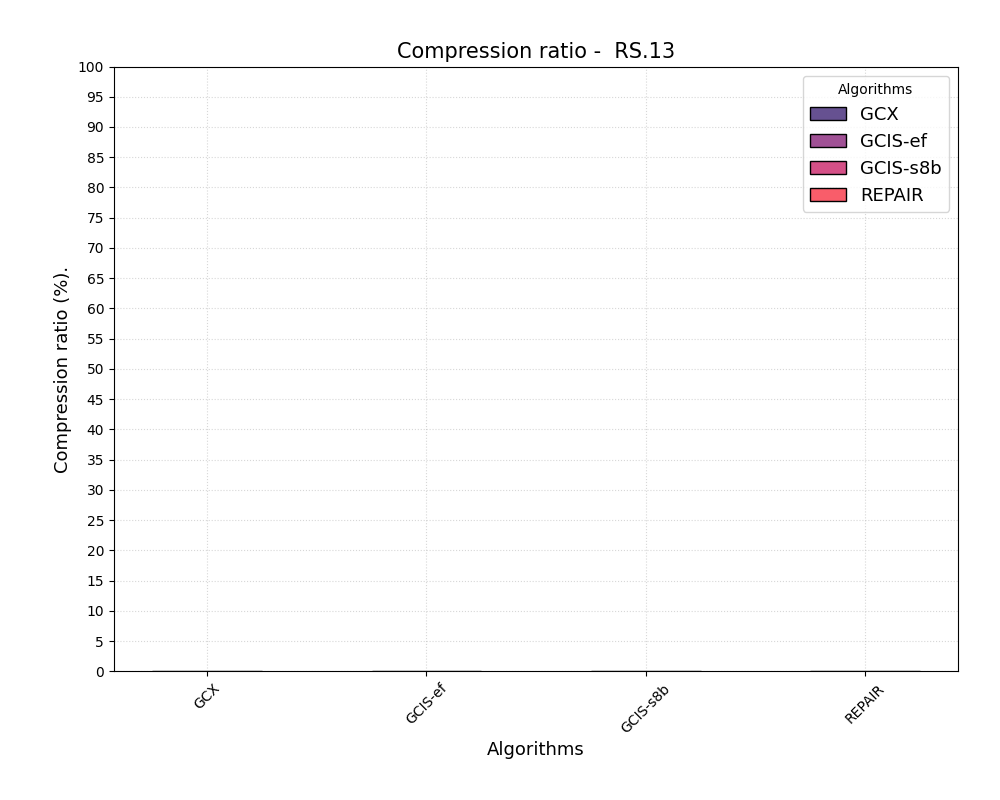 Compression ratio -  RS.13
100
95
90
85
80
75
70
65
60
55
50
45
40
35
30
25
20
15
10
5
0
Compression ratio (%).
Algorithms
GCX
GCIS-ef
GCIS-s8b
REPAIR
GCX
GCIS-ef
GCIS-s8b
REPAIR
Algorithms